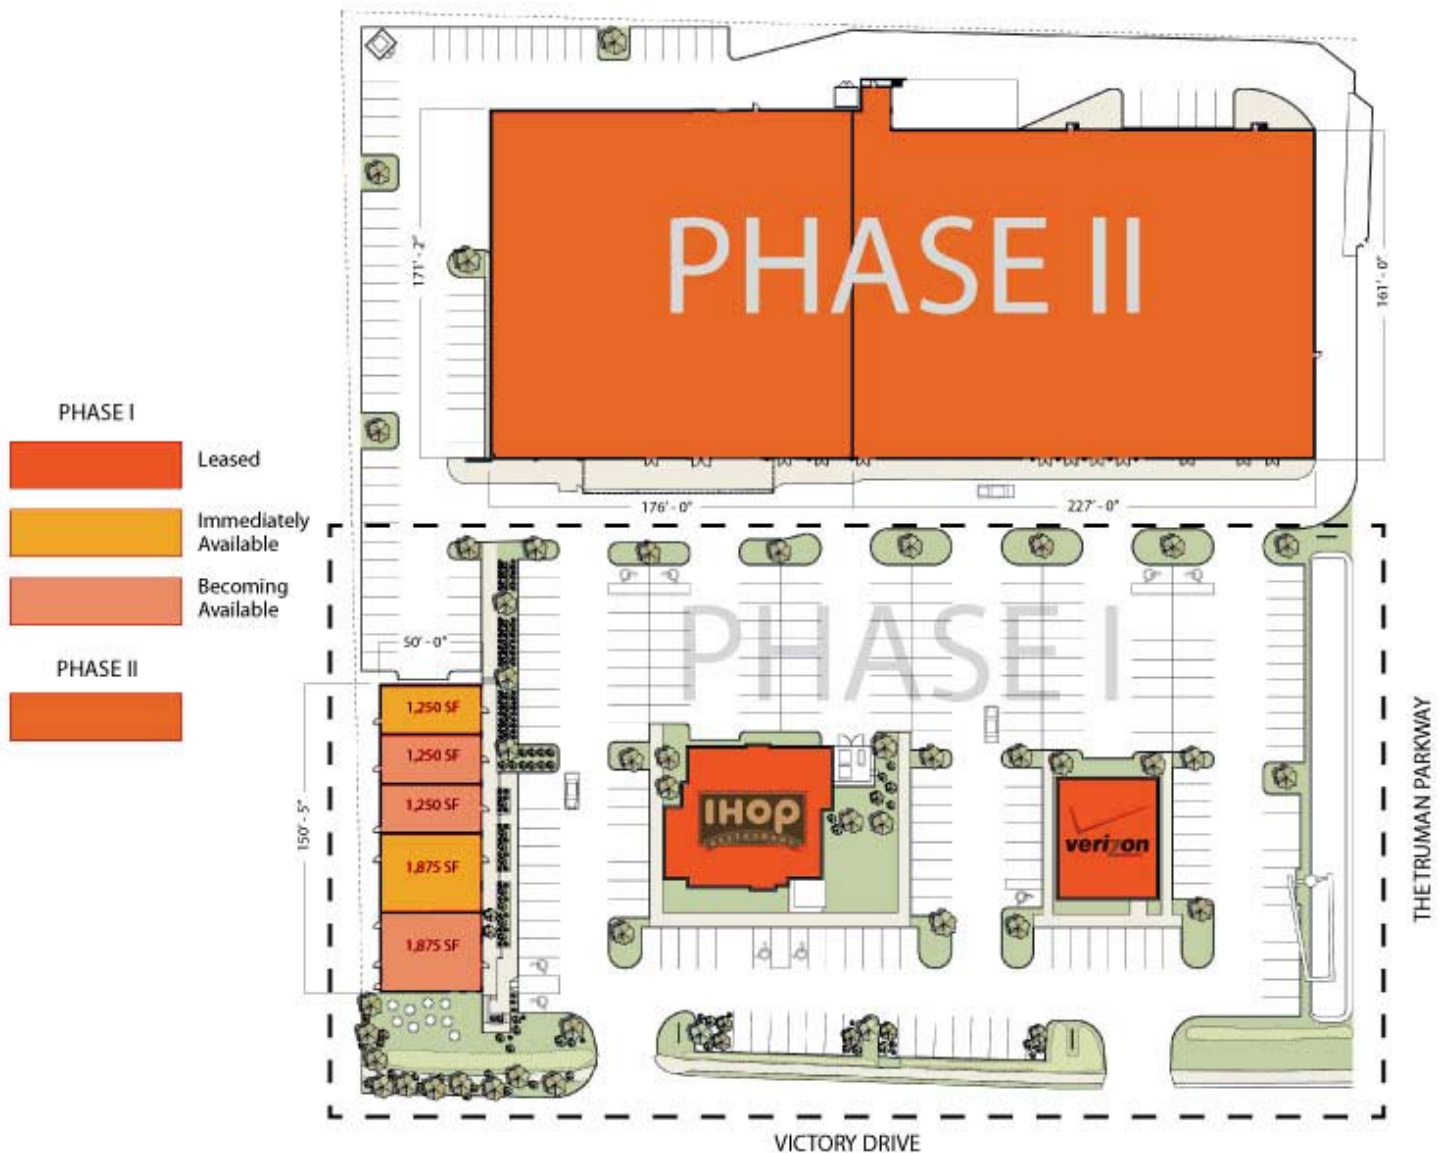 PHASE II
171' - 2"
161' - 0"
176' - 0"
227' - 0"
PHASE I
Leased
Immediately
Available
Becoming
Available
PHASE II
PHASE I
50' - 0"
150' - 5"
1,250 SF
1,250 SF
1,250 SF
1,875 SF
1,875 SF
IHOP
RESTAURANT
verizon
THE TRUMAN PARKWAY
VICTORY DRIVE